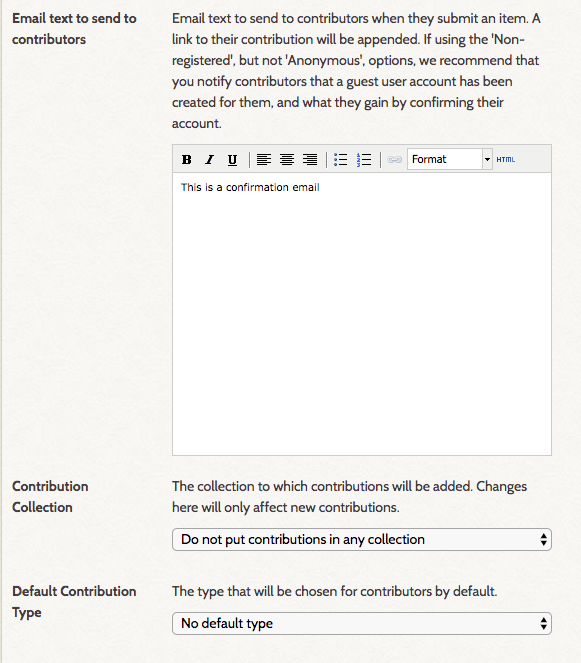 Email text to send to contributors
Email text to send to contributors when they submit an item. A
link to their contribution will be appended. If using the 'Non-
registered', but not 'Anonymous', options, we recommend that
you notify contributors that a guest user account has been
created for them, and what they gain by confirming their
account.
B I U Format HTML
This is a confirmation email
Contribution
Collection
The collection to which contributions will be added. Changes
here will only affect new contributions.
Do not put contributions in any collection
Default Contribution
Type
The type that will be chosen for contributors by default.
No default type